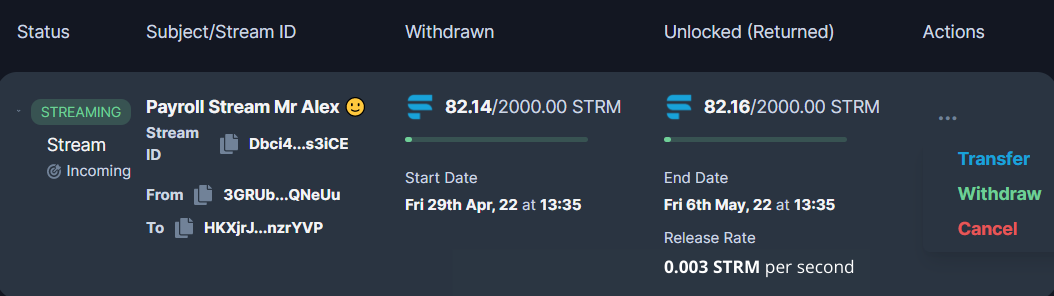 Status Subject/Stream ID Withdrawn Unlocked (Returned) Actions
STREAMING Payroll Stream Mr Alex 🙂 82.14/2000.00 STRM 82.16/2000.00 STRM ...
Stream
Incoming
Stream
ID Dbci4...s3iCE
From 3GRUb...QNeUu
To HKXjrJ...nzrYVP
Start Date
Fri 29th Apr, 22 at 13:35
End Date
Fri 6th May, 22 at 13:35
Release Rate
0.003 STRM per second
Transfer
Withdraw
Cancel